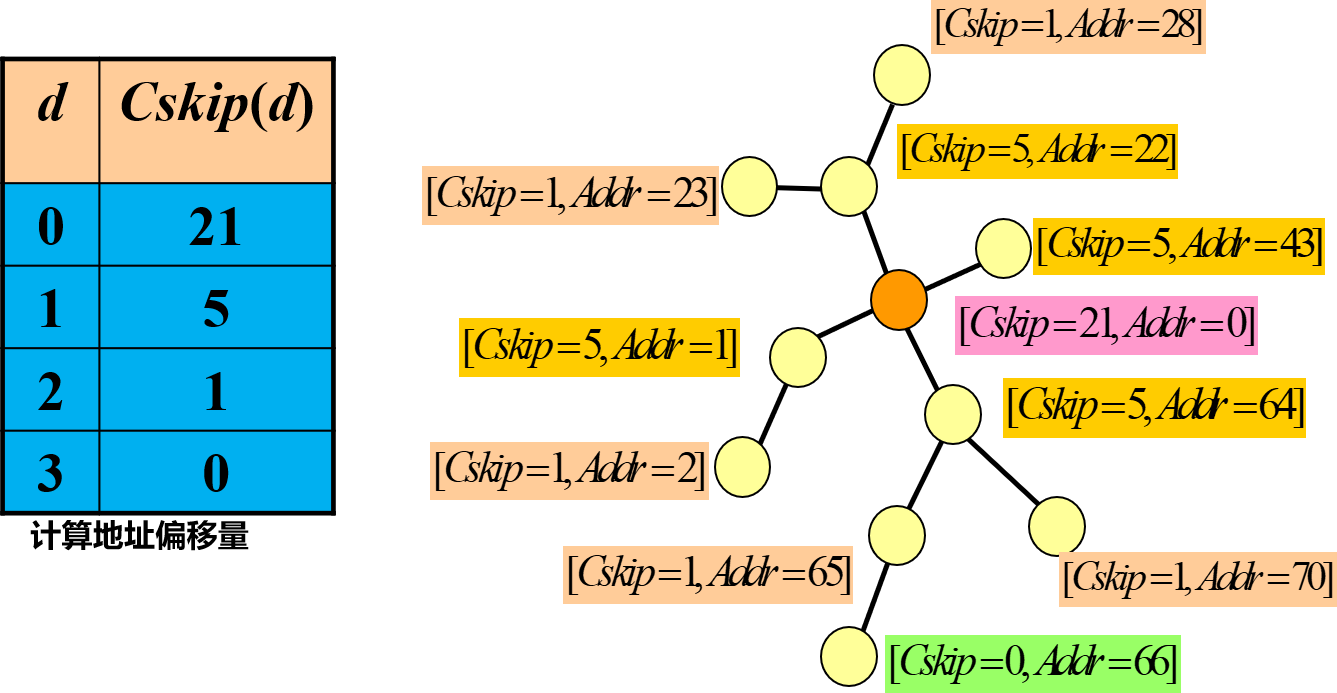 d Cskip(d)
0 21
1 5
2 1
3 0
计算地址偏移量
[Cskip=1, Addr=28]
[Cskip=5, Addr=22]
[Cskip=1, Addr=23]
[Cskip=5, Addr=43]
[Cskip=21, Addr=0]
[Cskip=5, Addr=1]
[Cskip=5, Addr=64]
[Cskip=1, Addr=2]
[Cskip=1, Addr=65]
[Cskip=1, Addr=70]
[Cskip=0, Addr=66]